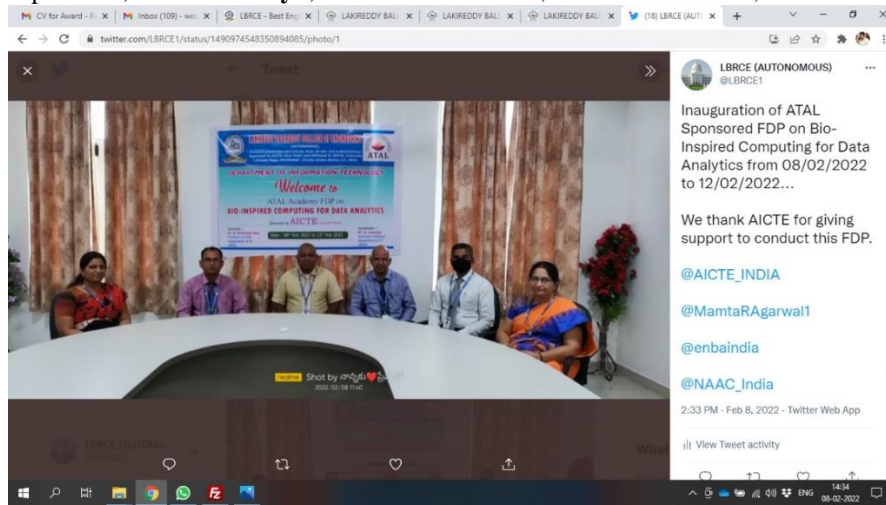 CV for Award - R
Inbox (109) - web
LBRCE - Best Eng
LAKIREDDY BALI
LAKIREDDY BALI
LAKIREDDY BALI
(18) LBRCE (AUT
twitter.com/LBRCE1/status/1490974548350894085/photo/1
Tweet
LBRCE (AUTONOMOUS)
@LBRCE1
Inauguration of ATAL
Sponsored FDP on Bio-
Inspired Computing for Data
Analytics from 08/02/2022
to 12/02/2022...
We thank AICTE for giving
support to conduct this FDP.
@AICTE_INDIA
@MamtaRAgarwal1
@enbaindia
@NAAC_India
2:33 PM · Feb 8, 2022 · Twitter Web App
View Tweet activity
ATAL
DEPARTMENT OF INFORMATION TECHNOLOGY
Welcome to
ATAL Academy FDP on
BIO-INSPIRED COMPUTING FOR DATA ANALYTICS
AICTE
realme Shot by నాన్నకు❤ప్రే
2022/02/08 11:40
LBRCE (AUTONO
What
ENG
14:34
08-02-2022